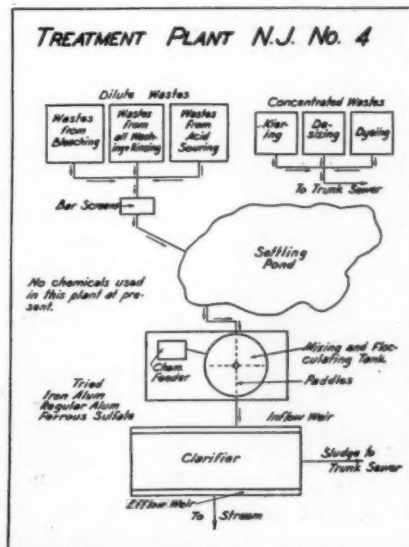 TREATMENT PLANT N.J. No. 4
Dilute Wastes
Wastes
from
Bleaching
Wastes
from
all Wash-
ing & Rinsing
Wastes
from
Acid
Souring
Concentrated Wastes
Kier-
ing
De-
sizing
Dyeing
To Trunk Sewer
Bar Screens
Settling
Pond
No chemicals used
in this plant at pre-
sent.
Chem.
Feeder
Mixing and Floc-
culating Tank.
Paddles
Tried
Iron Alum
Regular Alum
Ferrous Sulfate
Inflow Weir
Clarifier
Sludge to
Trunk Sewer
Efflow Weir
To Stream